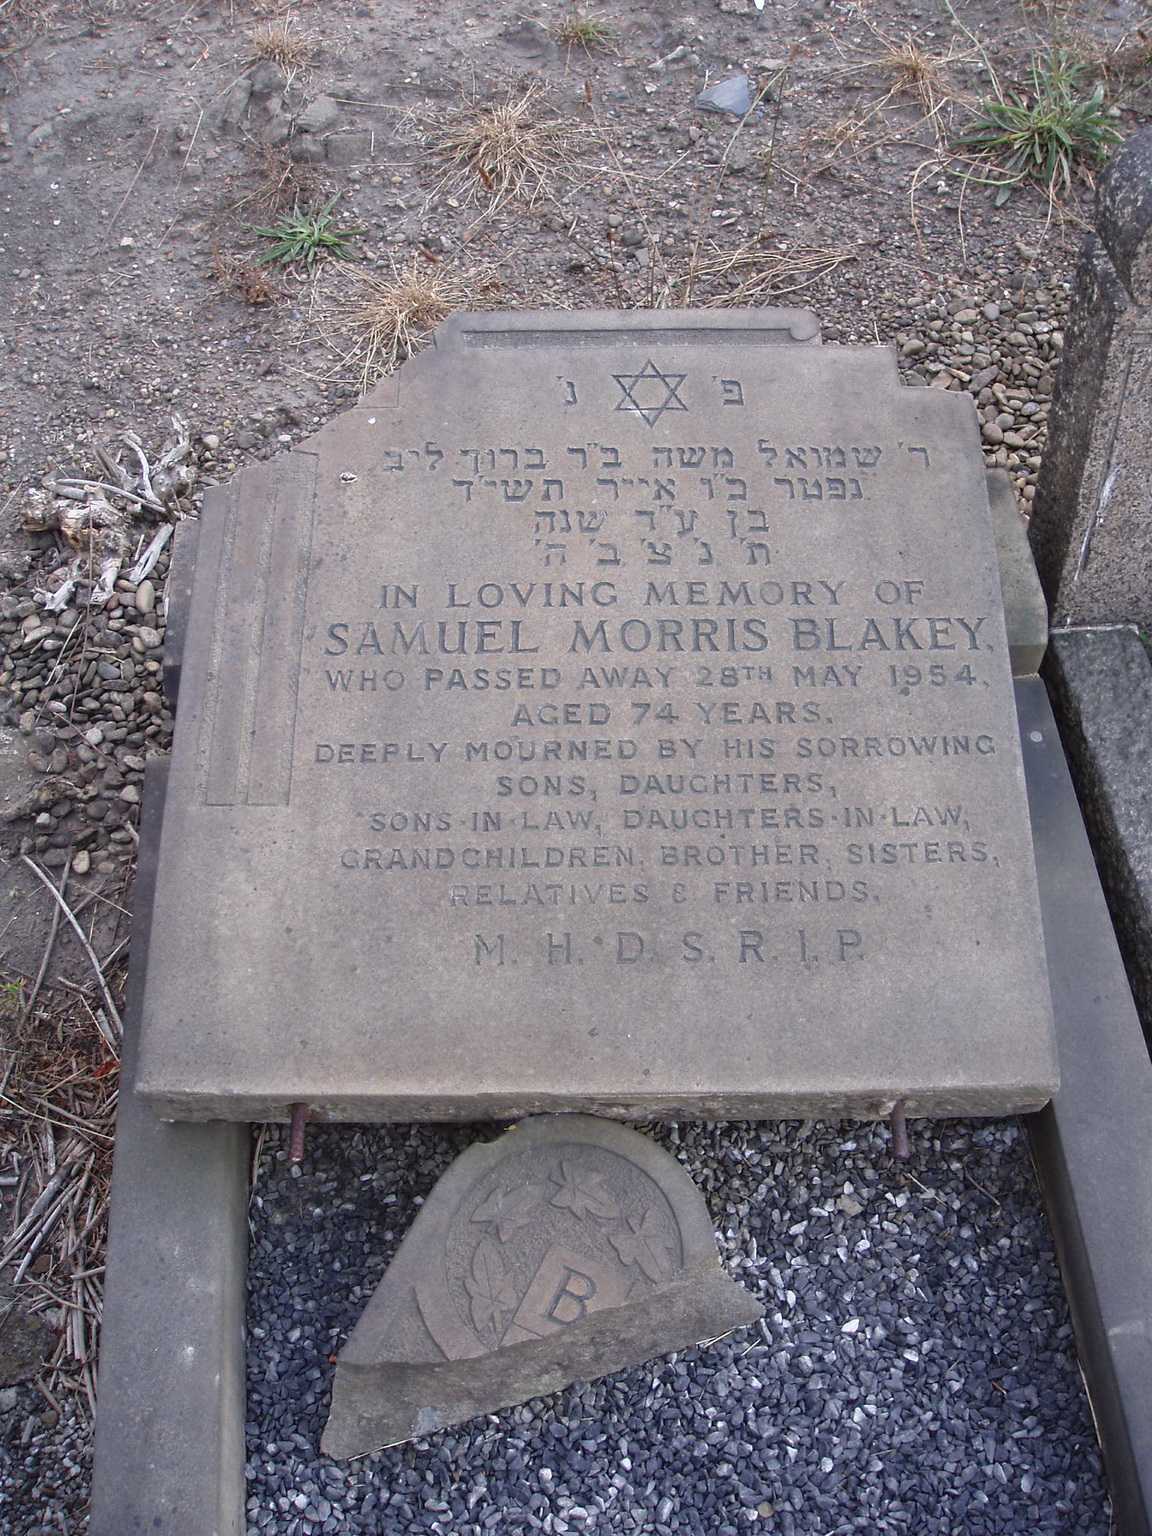 פ' נ'
ר' שמואל משה ב"ר ברוך ליב
נפטר כ"ו אייר תשי"ד
בן ע"ד שנה
ת' נ' צ' ב' ה'
IN LOVING MEMORY OF
SAMUEL MORRIS BLAKEY,
WHO PASSED AWAY 28TH MAY 1954,
AGED 74 YEARS.
DEEPLY MOURNED BY HIS SORROWING
SONS, DAUGHTERS,
SONS-IN-LAW, DAUGHTERS-IN-LAW,
GRANDCHILDREN, BROTHER, SISTERS,
RELATIVES & FRIENDS.
M. H. D. S. R. I. P.
B